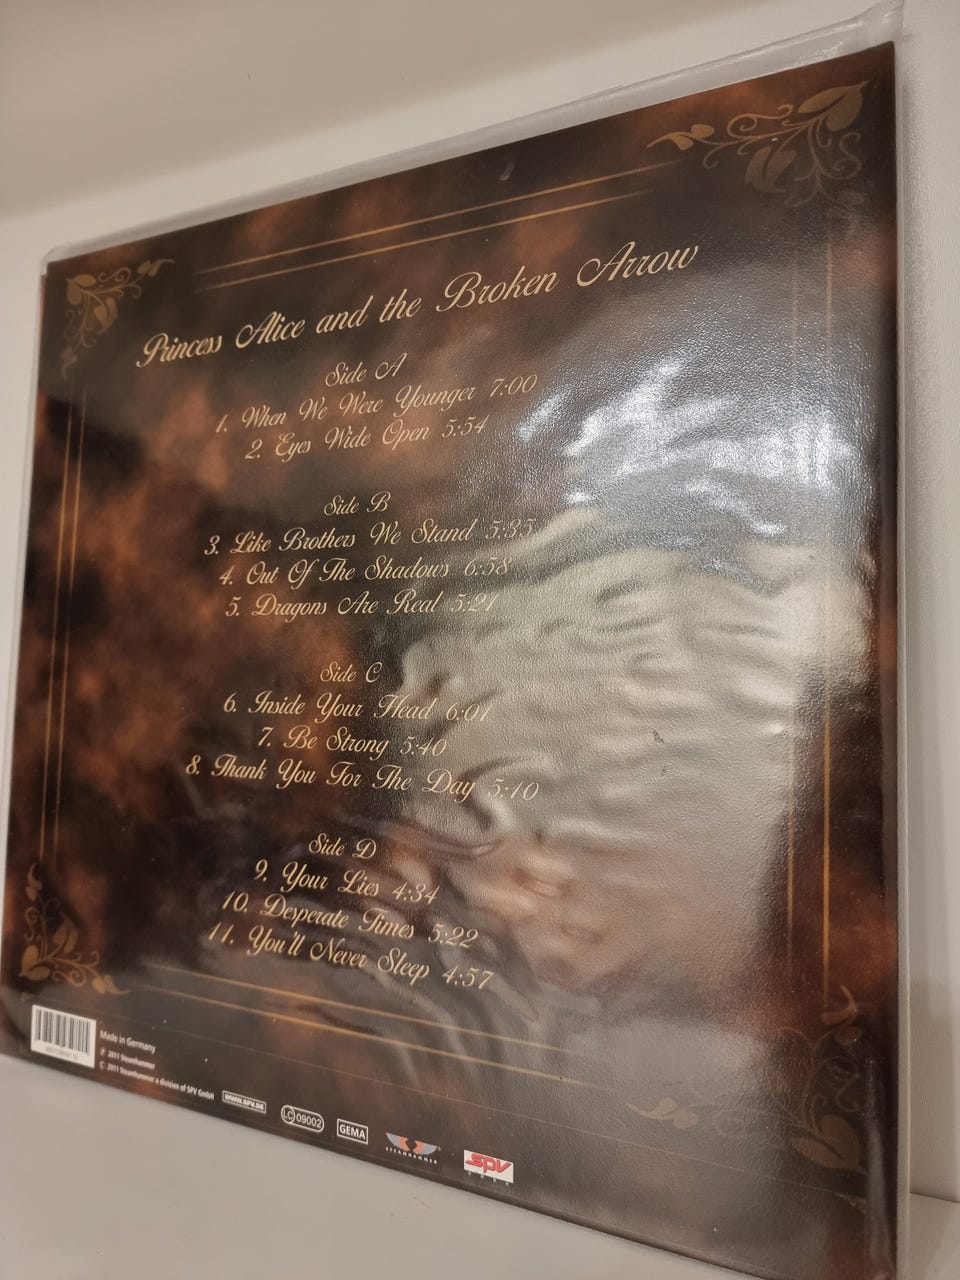 Princess Alice and the Broken Arrow
Side A
1. When We Were Younger 7:00
2. Eyes Wide Open 5:54
Side B
3. Like Brothers We Stand 5:35
4. Out Of The Shadows 6:58
5. Dragons Are Real 5:21
Side C
6. Inside Your Head 6:01
7. Be Strong 5:40
8. Thank You For The Day 5:10
Side D
9. Your Lies 4:34
10. Desperate Times 5:22
11. You'll Never Sleep 4:57
Made in Germany
℗ 2011 Steamhammer
© 2011 Steamhammer a division of SPV GmbH
WWW.SPV.DE
LC 09002
GEMA
STEAMHAMMER
SPV